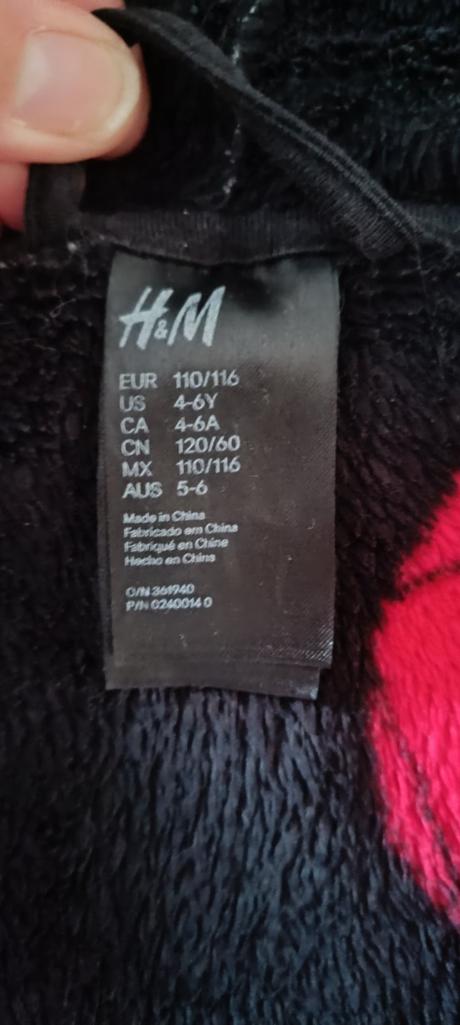 H&M
EUR 110/116
US 4-6Y
CA 4-6A
CN 120/60
MX 110/116
AUS 5-6
Made in China
Fabricado em China
Fabriqué en Chine
Hecho en China
O/N 361940
P/N 0240014 0